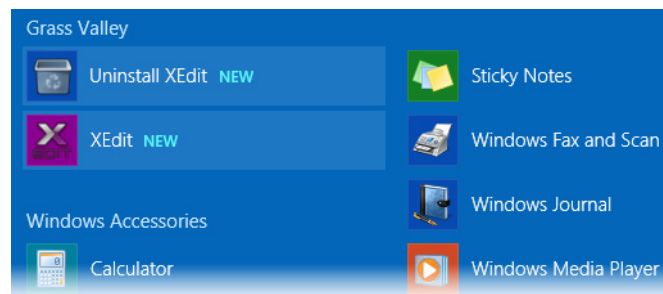 Grass Valley
Uninstall XEdit NEW
XEdit NEW
Windows Accessories
Calculator
Sticky Notes
Windows Fax and Scan
Windows Journal
Windows Media Player